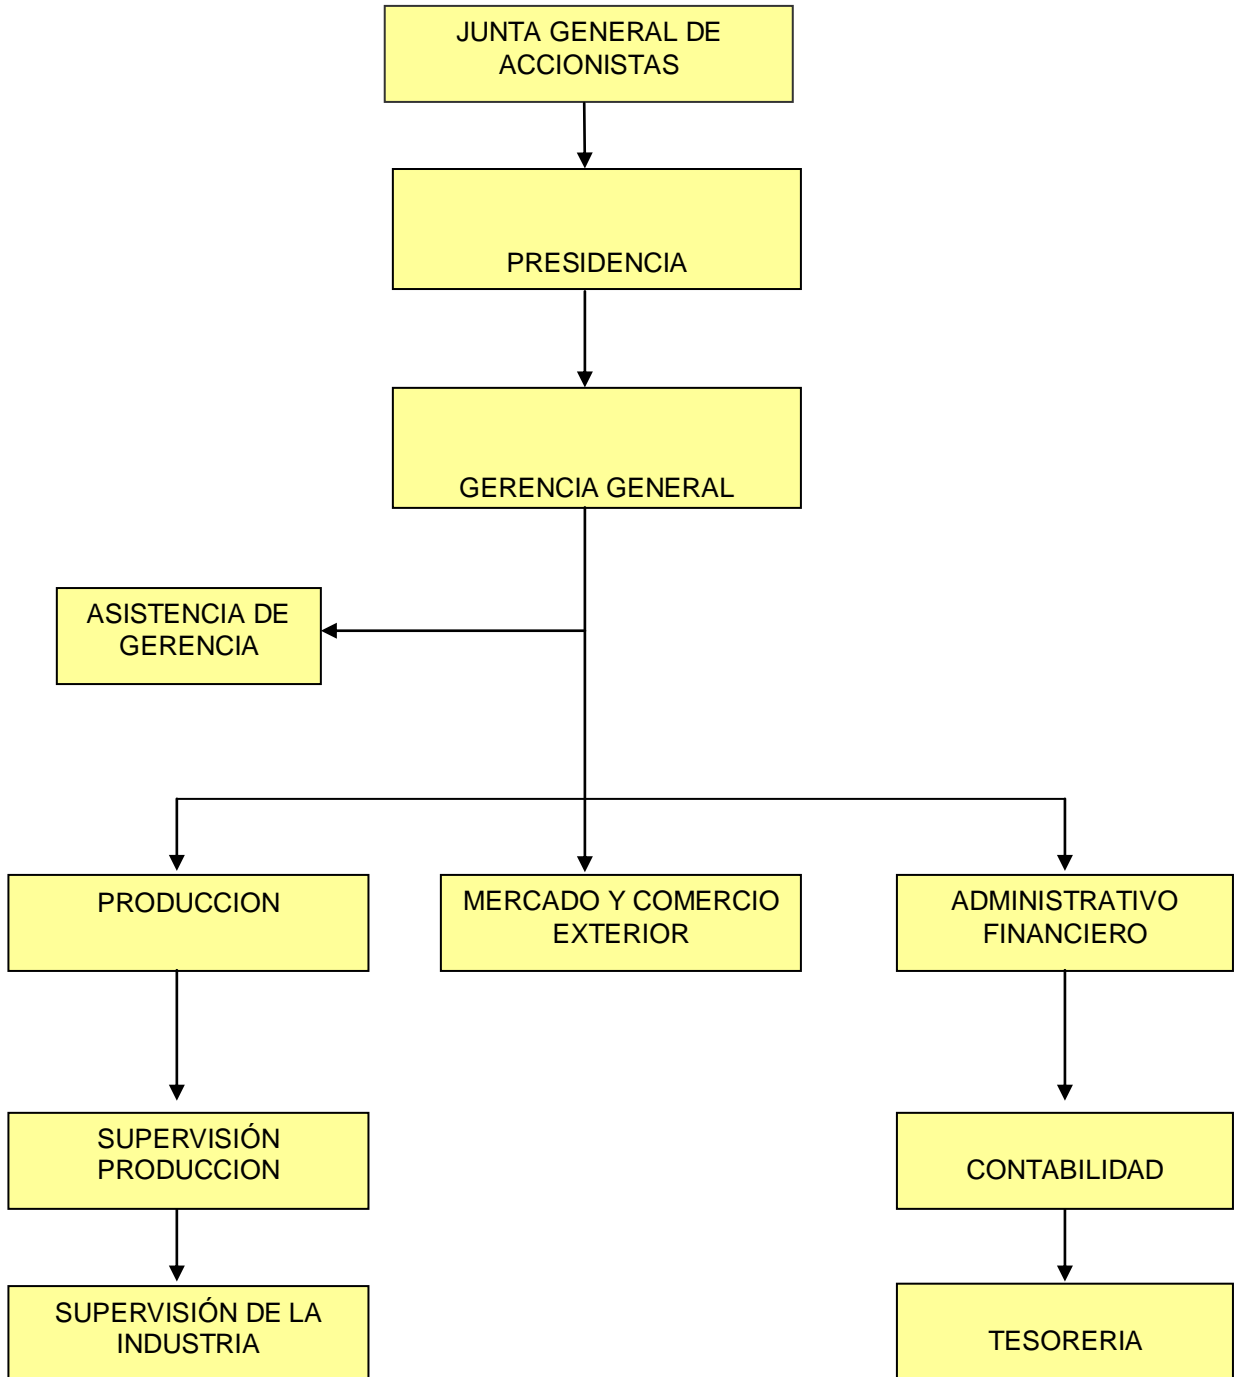 JUNTA GENERAL DE
ACCIONISTAS
PRESIDENCIA
GERENCIA GENERAL
ASISTENCIA DE
GERENCIA
PRODUCCION
MERCADO Y COMERCIO
EXTERIOR
ADMINISTRATIVO
FINANCIERO
SUPERVISIÓN
PRODUCCION
CONTABILIDAD
SUPERVISIÓN DE LA
INDUSTRIA
TESORERIA